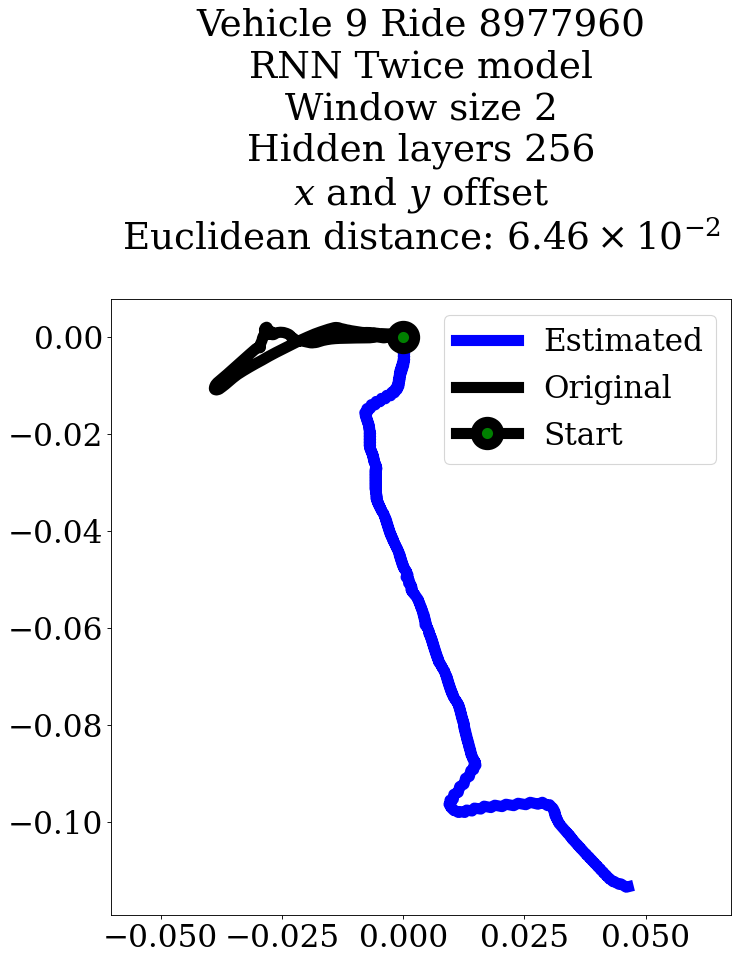 Vehicle 9 Ride 8977960
RNN Twice model
Window size 2
Hidden layers 256
x and y offset
Euclidean distance: 6.46 × 10⁻²
Estimated
Original
Start
0.00
−0.02
−0.04
−0.06
−0.08
−0.10
−0.050 −0.025 0.000 0.025 0.050